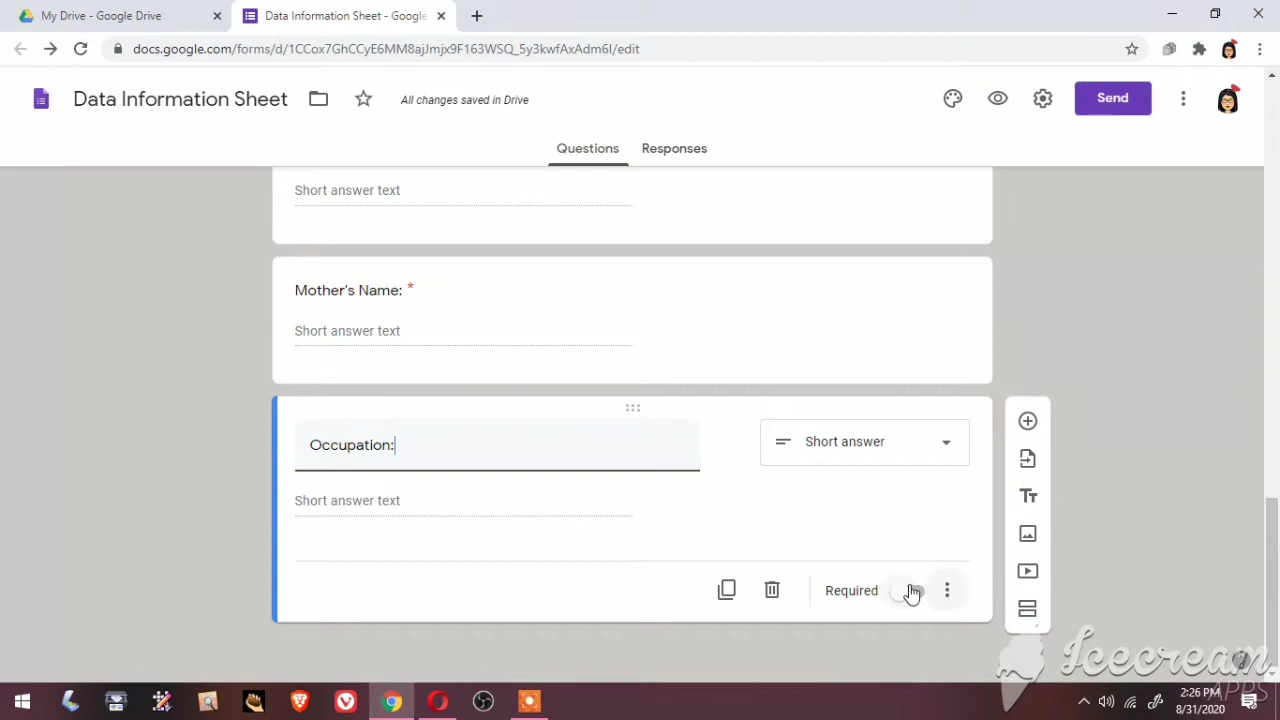 My Drive - Google Drive
Data Information Sheet - Google
docs.google.com/forms/d/1CCox7GhCCyE6MM8ajJmjx9F163WSQ_5y3kwfAxAdm6I/edit
Data Information Sheet
All changes saved in Drive
Send
Questions
Responses
Short answer text
Mother's Name: *
Short answer text
Occupation:
Short answer
Short answer text
Required
Icecream
APPS
2:26 PM
8/31/2020